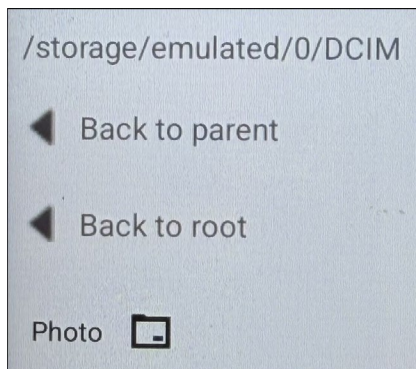 /storage/emulated/0/DCIM
Back to parent
Back to root
Photo